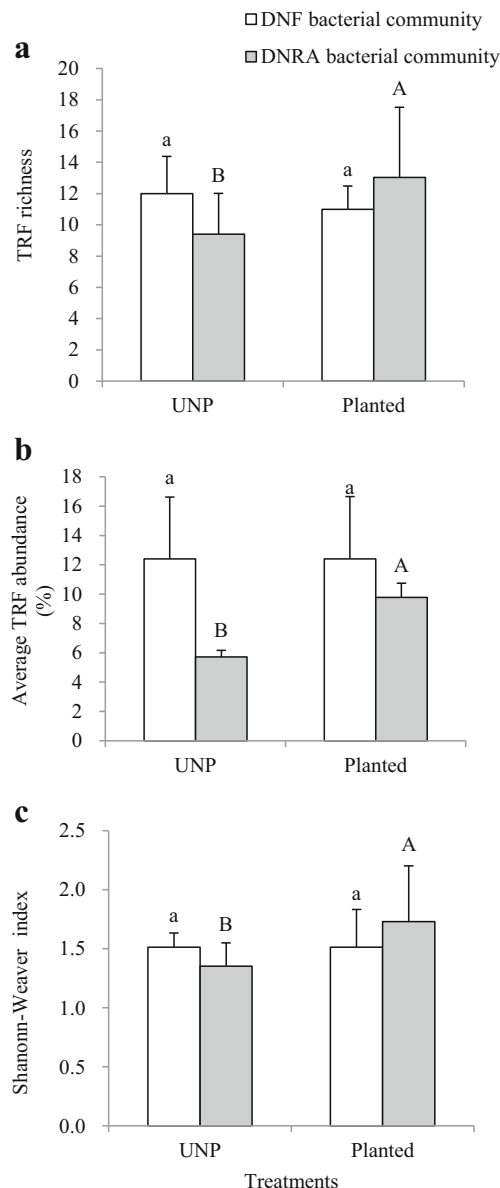 DNF bacterial community
DNRA bacterial community
a
20
18
16
14
12
10
8
6
4
2
0
TRF richness
a
B
a
A
UNP
Planted
b
18
16
14
12
10
8
6
4
2
0
Average TRF abundance
(%)
a
B
a
A
UNP
Planted
c
2.5
2.0
1.5
1.0
0.5
0.0
Shanonn-Weaver index
a
B
a
A
UNP
Planted
Treatments